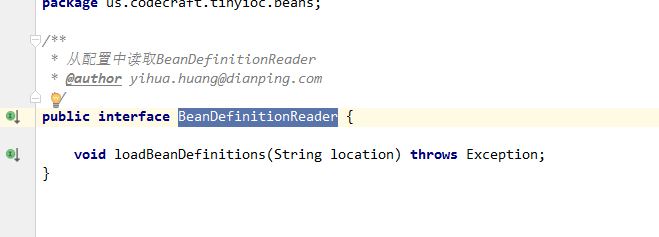 package us.codecraft.tinyioc.beans;
/**
* 从配置中读取BeanDefinitionReader
* @author yihua.huang@dianping.com
*/
public interface BeanDefinitionReader {
void loadBeanDefinitions(String location) throws Exception;
}